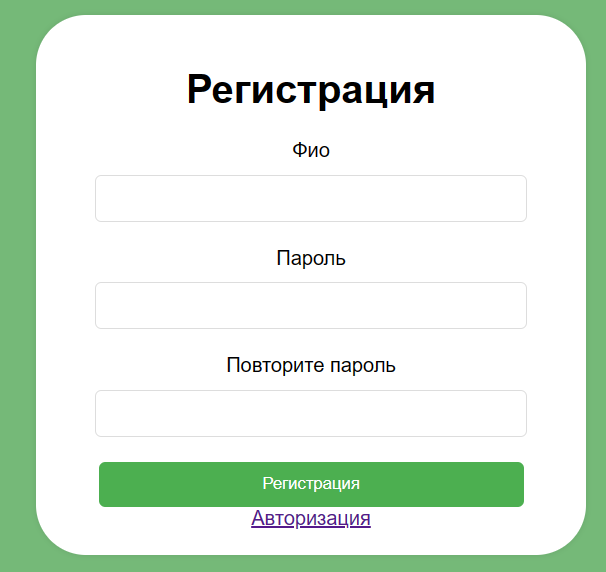 Регистрация
Фио
Пароль
Повторите пароль
Регистрация
Авторизация